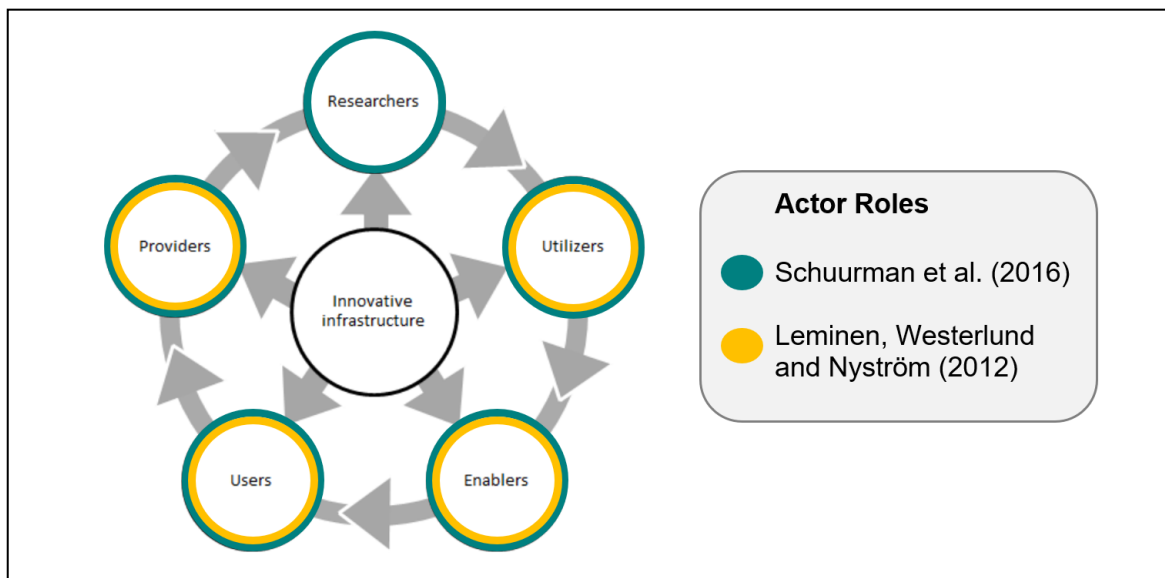 Researchers
Providers
Utilizers
Innovative
infrastructure
Users
Enablers
Actor Roles
Schuurman et al. (2016)
Leminen, Westerlund
and Nyström (2012)